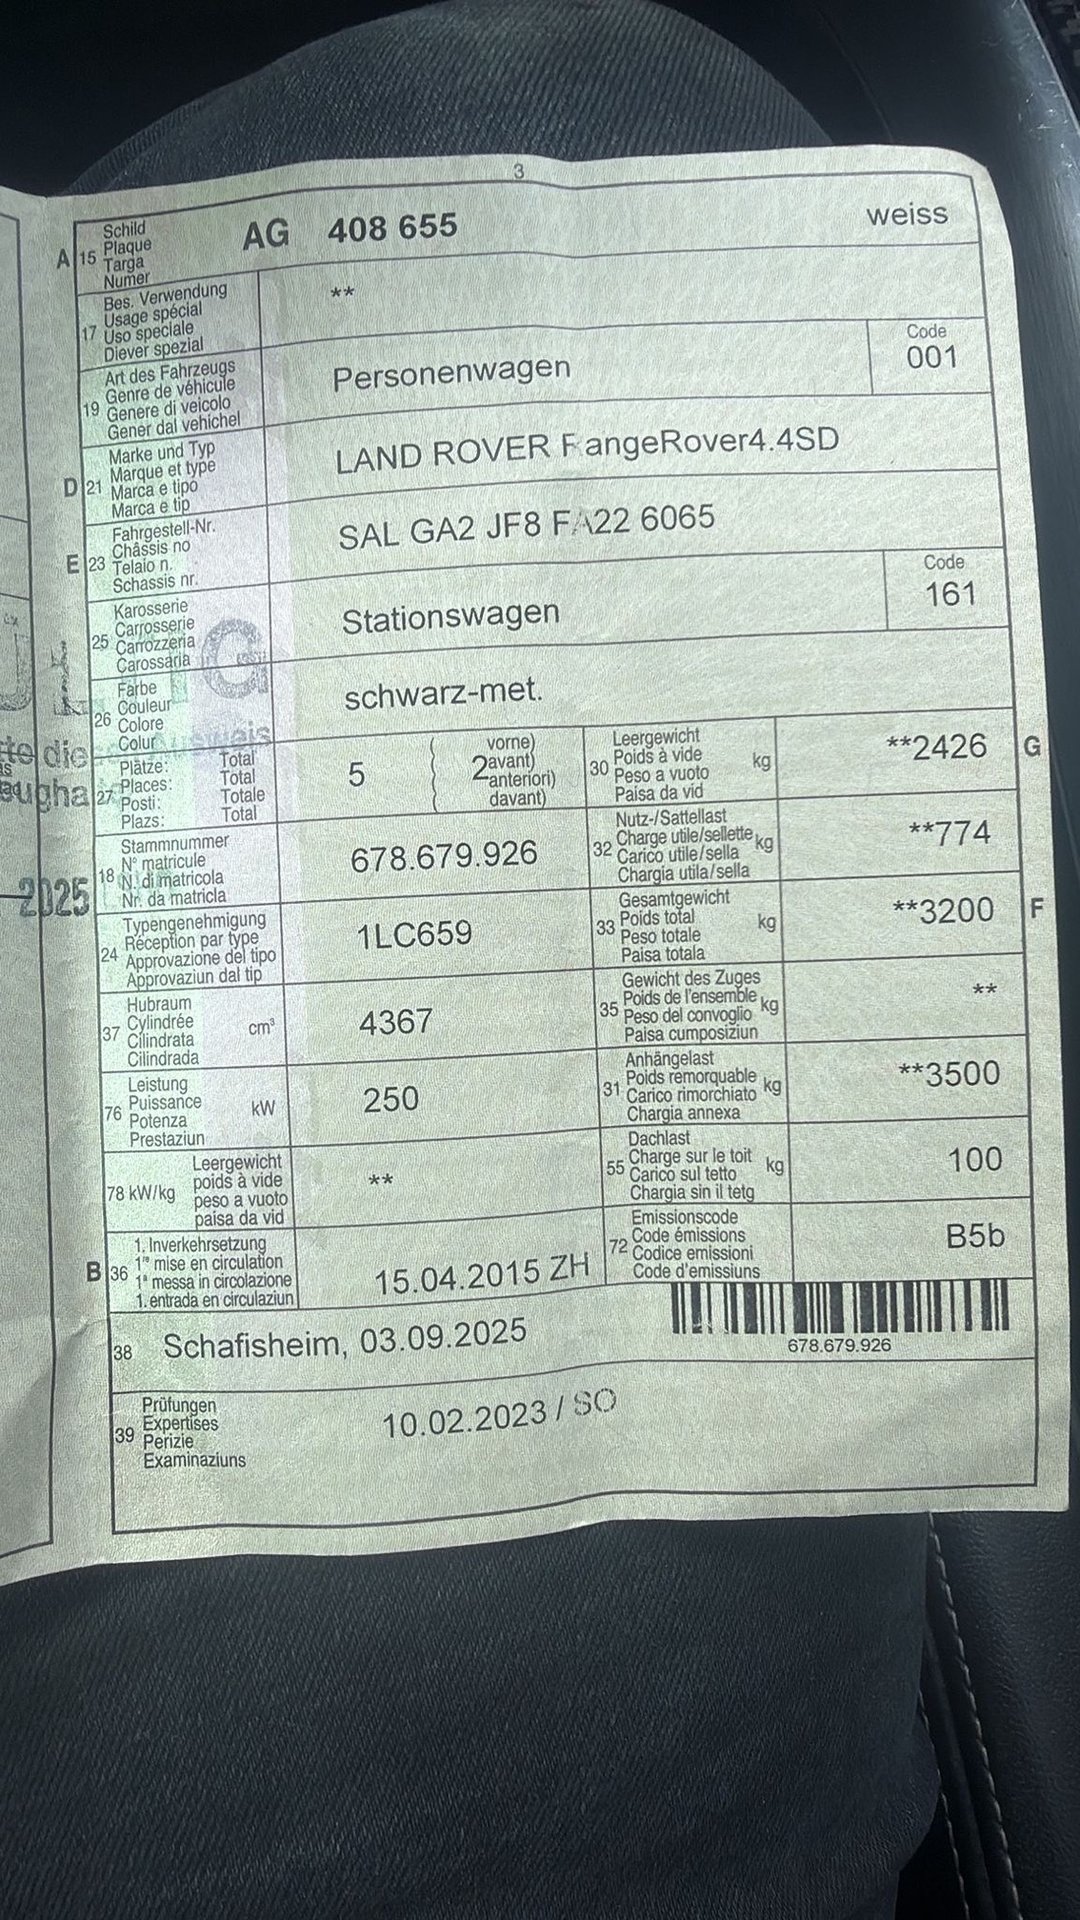 3
A 15 Schild Plaque Targa Numer AG 408 655 weiss
17 Bes. Verwendung Usage spécial Uso speciale Diever spezial **
19 Art des Fahrzeugs Genre de véhicule Genere di veicolo Gener dal vehichel Personenwagen Code 001
D 21 Marke und Typ Marque et type Marca e tipo Marca e tip LAND ROVER RangeRover4.4SD
E 23 Fahrgestell-Nr. Châssis no Telaio n. Schassis nr. SAL GA2 JF8 FA22 6065
25 Karosserie Carrosserie Carrozzeria Carossaria Stationswagen Code 161
26 Farbe Couleur Colore Colur schwarz-met.
27 Plätze: Total Places: Total Posti: Totale Plazs: Total 5 ( 2 vorne) avant) anteriori) davant)
30 Leergewicht Poids à vide Peso a vuoto Paisa da vid kg **2426 G
18 Stammnummer N° matricule N. di matricola Nr. da matricla 678.679.926
32 Nutz-/Sattellast Charge utile/sellette Carico utile/sella Chargia utila/sella kg **774
24 Typengenehmigung Réception par type Approvazione del tipo Approvaziun dal tip 1LC659
33 Gesamtgewicht Poids total Peso totale Paisa totala kg **3200 F
37 Hubraum Cylindrée Cilindrata Cilindrada cm³ 4367
35 Gewicht des Zuges Poids de l'ensemble Peso del convoglio Paisa cumposiziun kg **
76 Leistung Puissance Potenza Prestaziun kW 250
31 Anhängelast Poids remorquable Carico rimorchiato Chargia annexa kg **3500
78 kW/kg Leergewicht poids à vide peso a vuoto paisa da vid **
55 Dachlast Charge sur le toit Carico sul tetto Chargia sin il tetg kg 100
B 36 1. Inverkehrsetzung 1re mise en circulation 1a messa in circolazione 1. entrada en circulaziun 15.04.2015 ZH
72 Emissionscode Code émissions Codice emissioni Code d'emissiuns B5b
38 Schafisheim, 03.09.2025
678.679.926
39 Prüfungen Expertises Perizie Examinaziuns 10.02.2023 / SO
2025